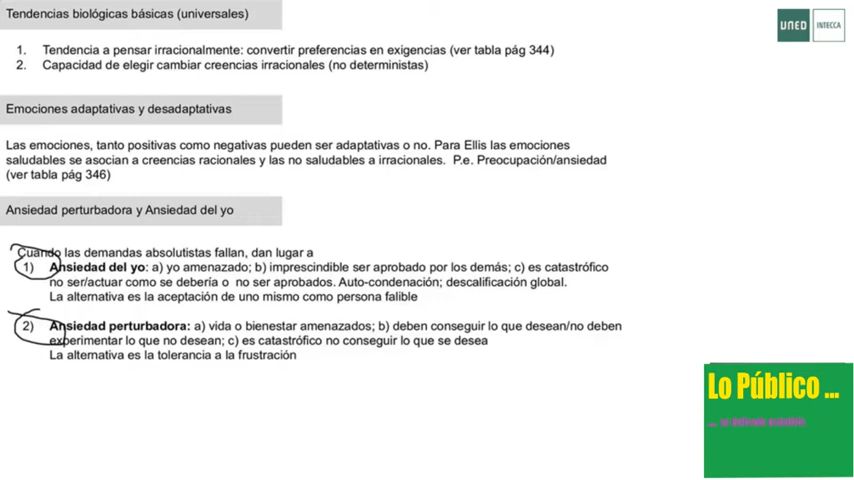 Tendencias biológicas básicas (universales)
UNED
INTECCA
1. Tendencia a pensar irracionalmente: convertir preferencias en exigencias (ver tabla pág 344)
2. Capacidad de elegir cambiar creencias irracionales (no deterministas)
Emociones adaptativas y desadaptativas
Las emociones, tanto positivas como negativas pueden ser adaptativas o no. Para Ellis las emociones
saludables se asocian a creencias racionales y las no saludables a irracionales. P.e. Preocupación/ansiedad
(ver tabla pág 346)
Ansiedad perturbadora y Ansiedad del yo
Cuando las demandas absolutistas fallan, dan lugar a
1) Ansiedad del yo: a) yo amenazado; b) imprescindible ser aprobado por los demás; c) es catastrófico
no ser/actuar como se debería o no ser aprobados. Auto-condenación; descalificación global.
La alternativa es la aceptación de uno mismo como persona falible
2) Ansiedad perturbadora: a) vida o bienestar amenazados; b) deben conseguir lo que desean/no deben
experimentar lo que no desean; c) es catastrófico no conseguir lo que se desea
La alternativa es la tolerancia a la frustración
Lo Público ...